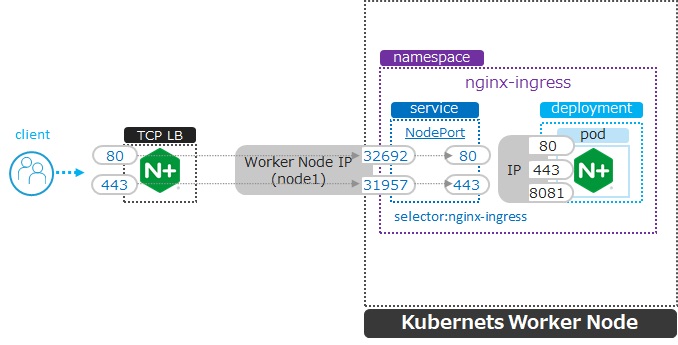 namespace
nginx-ingress
service
deployment
client
TCP LB
NodePort
pod
80
443
N+
Worker Node IP
(node1)
32692
31957
80
443
IP
80
443
8081
N+
selector:nginx-ingress
Kubernets Worker Node